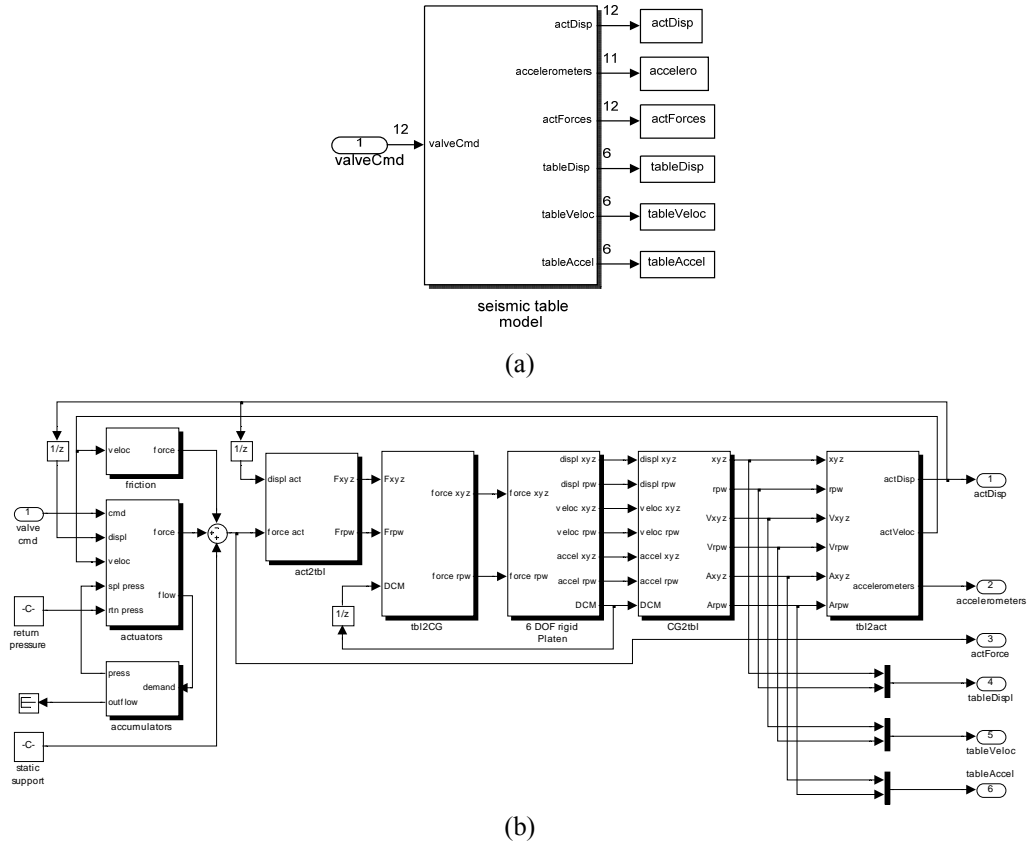 12
actDisp
actDisp
11
accelerometers
accelero
12
actForces
actForces
12
1
valveCmd
valveCmd
6
tableDisp
tableDisp
6
tableVeloc
tableVeloc
6
tableAccel
tableAccel
seismic table
model
(a)
1/z
veloc
force
friction
1/z
displ act
force act
Fxyz
Frpw
act2tbl
Fxyz
Frpw
DCM
force xyz
force rpw
tbl2CG
1/z
force xyz
force rpw
displ xyz
displ rpw
veloc xyz
veloc rpw
accel xyz
accel rpw
DCM
6 DOF rigid
Platen
displ xyz
displ rpw
veloc xyz
veloc rpw
accel xyz
accel rpw
DCM
xyz
rpw
Vxyz
Vrpw
Axyz
Arpw
CG2tbl
xyz
rpw
Vxyz
Vrpw
Axyz
Arpw
actDisp
actVeloc
accelerometers
tbl2act
1
actDisp
2
accelerometers
3
actForce
4
tableDispl
5
tableVeloc
tableAccel
6
1
valve
cmd
cmd
displ
veloc
spl press
rtn press
force
flow
actuators
-C-
return
pressure
press
outflow
demand
accumulators
-C-
static
support
(b)